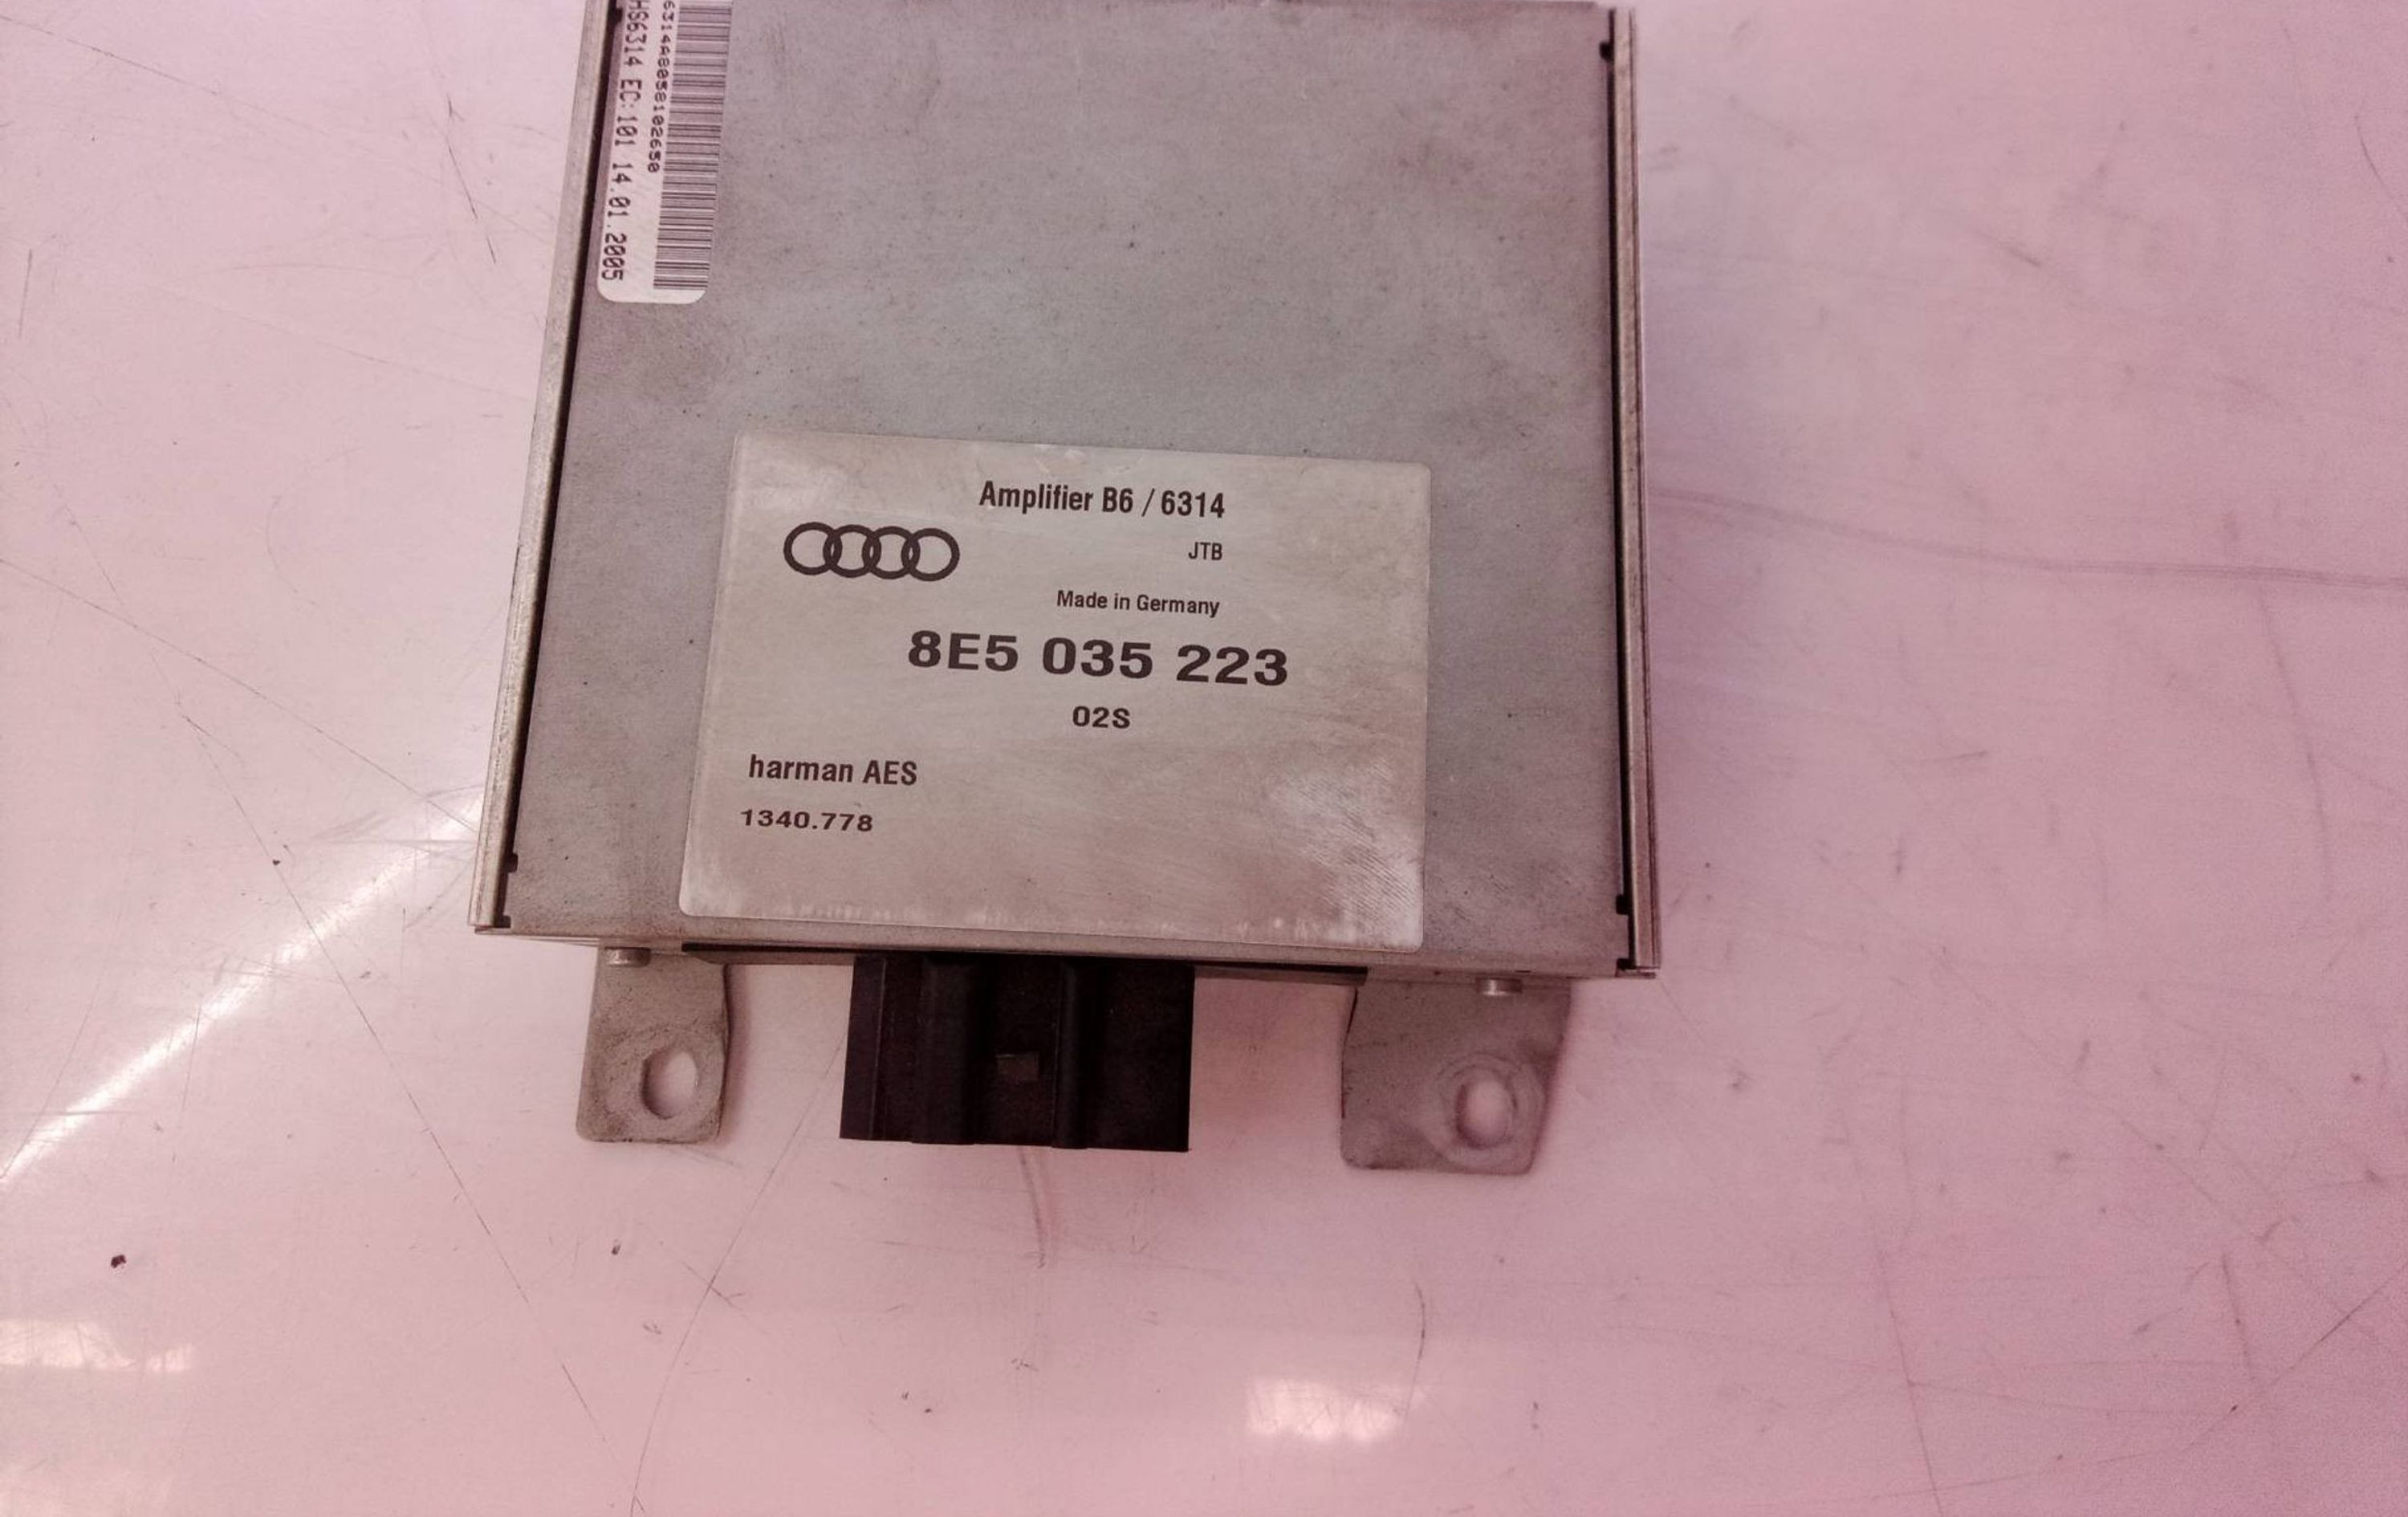 6314A8058102650
HS6314 EC:101 14.01.2005
Amplifier B6 / 6314
JTB
Made in Germany
8E5 035 223
02S
harman AES
1340.778